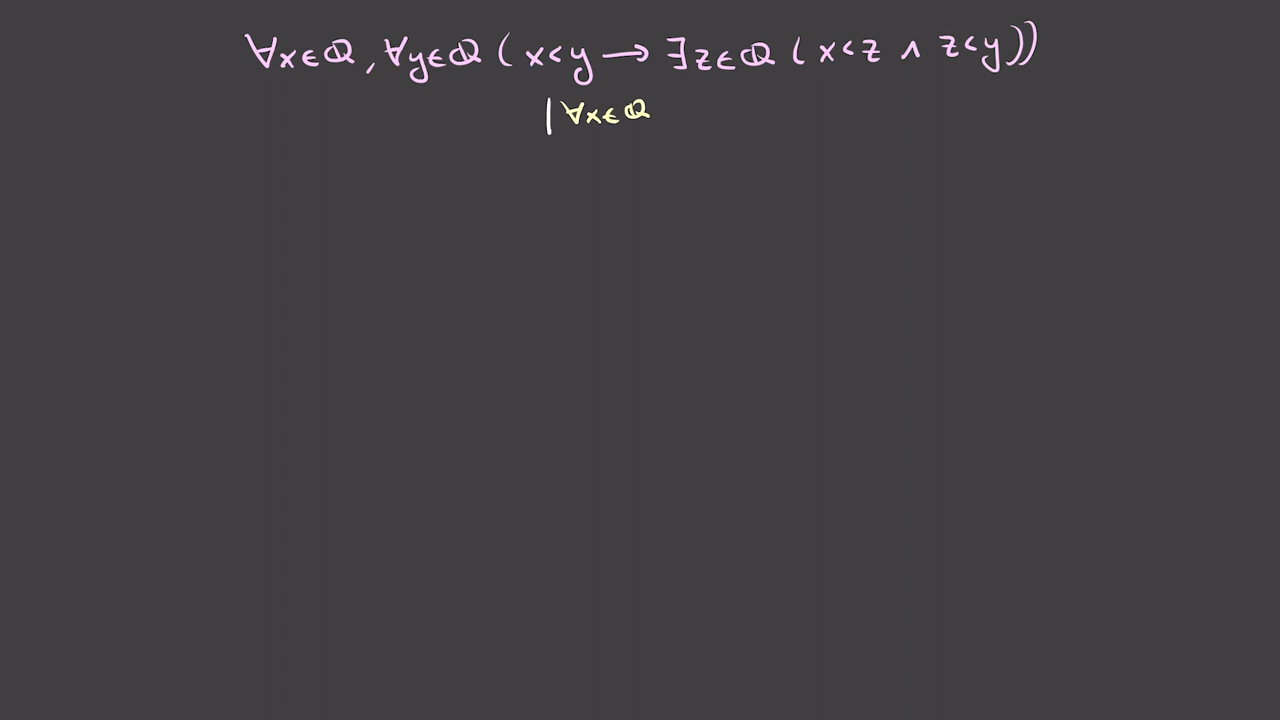 ∀x∈ℚ, ∀y∈ℚ (x<y ⟶ ∃z∈ℚ (x<z ∧ z<y))
| ∀x∈ℚ